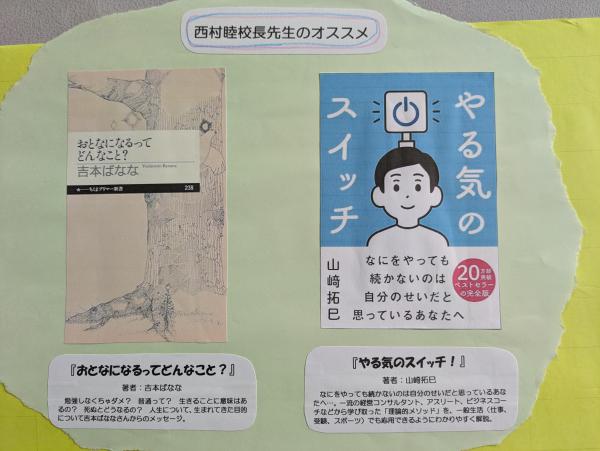 西村睦校長先生のオススメ
おとなになるって
どんなこと?
吉本ばなな
Yoshimoto Banana
★──ちくまプリマー新書
238
やる気の
スイッチ
山﨑拓巳
なにをやっても
続かないのは
自分のせいだと
思っているあなたへ
20万部
突破
ベストセラー
の完全版
『おとなになるってどんなこと?』
著者:吉本ばなな
勉強しなくちゃダメ? 普通って? 生きることに意味はあ
るの? 死ぬとどうなるの? 人生について、生まれてきた目的
について吉本ばななさんからのメッセージ。
『やる気のスイッチ!』
著者:山﨑拓巳
なにをやっても続かないのは自分のせいだと思っているあな
たへ…。一流の経営コンサルタント、アスリート、ビジネスコー
チなどから学び取った「理論的メソッド」を、一般生活(仕事、
受験、スポーツ)でも応用できるようにわかりやすく解説。